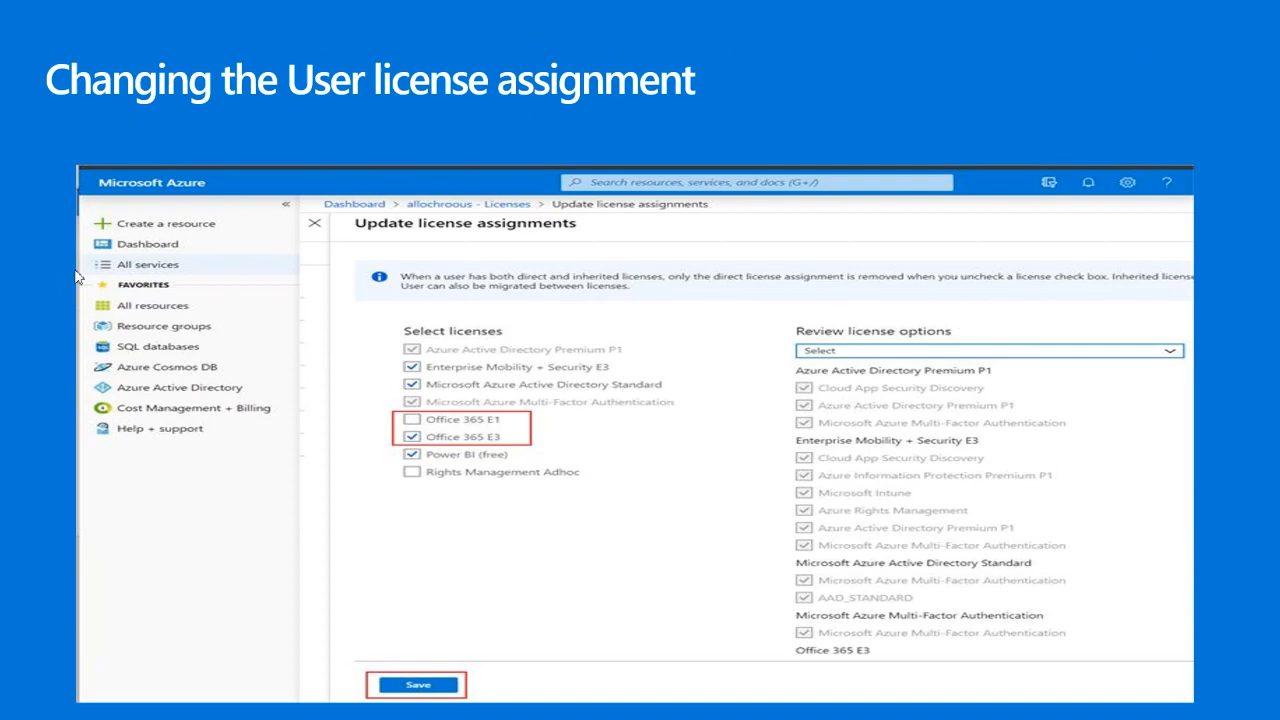 Changing the User license assignment
Microsoft Azure
Search resources, services, and docs (G+/)
?
«
Create a resource
Dashboard
All services
FAVORITES
All resources
Resource groups
SQL databases
Azure Cosmos DB
Azure Active Directory
Cost Management + Billing
Help + support
Dashboard > allochroous - Licenses > Update license assignments
Update license assignments
When a user has both direct and inherited licenses, only the direct license assignment is removed when you uncheck a license check box. Inherited license
User can also be migrated between licenses.
Select licenses
Azure Active Directory Premium P1
Enterprise Mobility + Security E3
Microsoft Azure Active Directory Standard
Microsoft Azure Multi-Factor Authentication
Office 365 E1
Office 365 E3
Power BI (free)
Rights Management Adhoc
Review license options
Select
Azure Active Directory Premium P1
Cloud App Security Discovery
Azure Active Directory Premium P1
Microsoft Azure Multi-Factor Authentication
Enterprise Mobility + Security E3
Cloud App Security Discovery
Azure Information Protection Premium P1
Microsoft Intune
Azure Rights Management
Azure Active Directory Premium P1
Microsoft Azure Multi-Factor Authentication
Microsoft Azure Active Directory Standard
Microsoft Azure Multi-Factor Authentication
AAD_STANDARD
Microsoft Azure Multi-Factor Authentication
Microsoft Azure Multi-Factor Authentication
Office 365 E3
Save